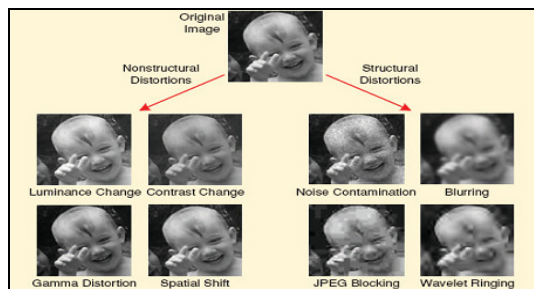 Original
Image
Nonstructural
Distortions
Structural
Distortions
Luminance Change
Contrast Change
Noise Contamination
Blurring
Gamma Distortion
Spatial Shift
JPEG Blocking
Wavelet Ringing